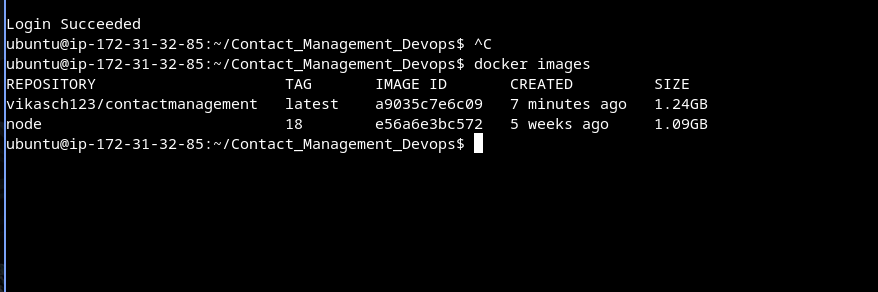 Login Succeeded
ubuntu@ip-172-31-32-85:~/Contact_Management_Devops$ ^C
ubuntu@ip-172-31-32-85:~/Contact_Management_Devops$ docker images
REPOSITORY                     TAG       IMAGE ID       CREATED         SIZE
vikasch123/contactmanagement   latest    a9035c7e6c09   7 minutes ago   1.24GB
node                           18        e56a6e3bc572   5 weeks ago     1.09GB
ubuntu@ip-172-31-32-85:~/Contact_Management_Devops$